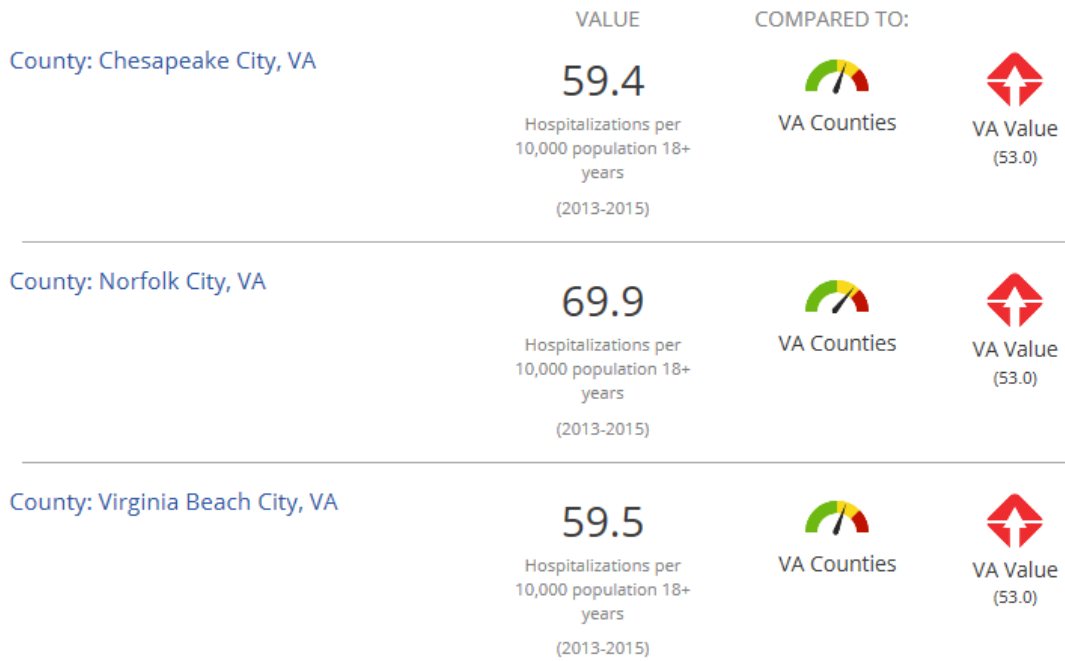 VALUE COMPARED TO:
County: Chesapeake City, VA
59.4
Hospitalizations per
10,000 population 18+
years
(2013-2015)
VA Counties
VA Value
(53.0)
County: Norfolk City, VA
69.9
Hospitalizations per
10,000 population 18+
years
(2013-2015)
VA Counties
VA Value
(53.0)
County: Virginia Beach City, VA
59.5
Hospitalizations per
10,000 population 18+
years
(2013-2015)
VA Counties
VA Value
(53.0)